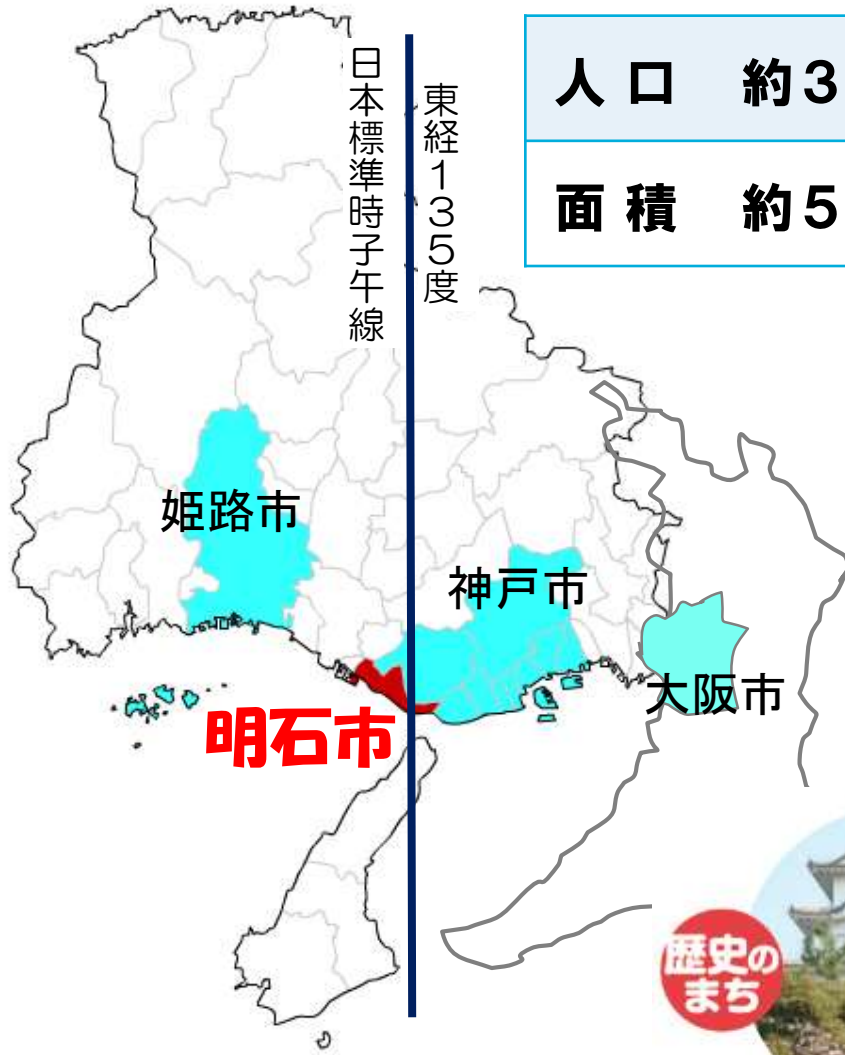 人口 約3
面積 約5
東経135度
日本標準時子午線
姫路市
神戸市
大阪市
明石市
歴史の
まち